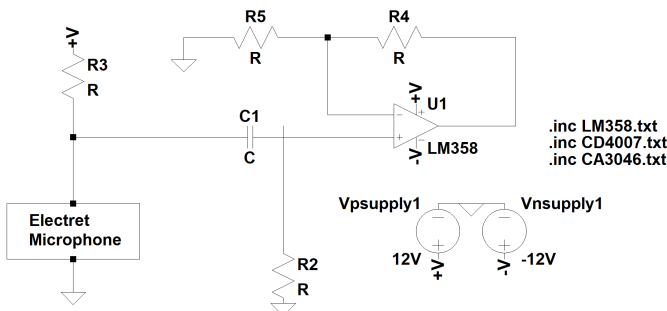 R5
R4
+V
R
R
R3
R
+V
U1
C1
C
-V
LM358
.inc LM358.txt
.inc CD4007.txt
.inc CA3046.txt
Electret
Microphone
R2
R
Vpsupply1
Vnsupply1
12V
+V
-V
-12V